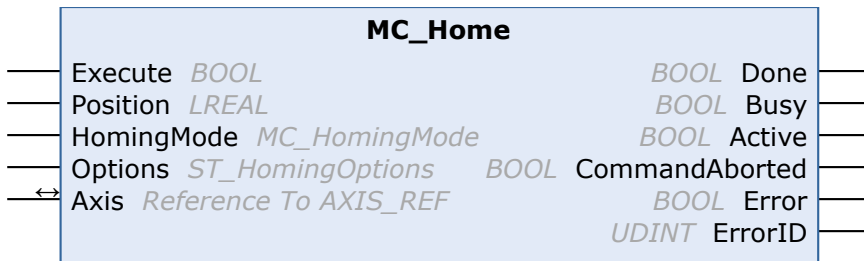 MC_Home
Execute BOOL BOOL Done
Position LREAL BOOL Busy
HomingMode MC_HomingMode BOOL Active
Options ST_HomingOptions BOOL CommandAborted
↔ Axis Reference To AXIS_REF BOOL Error
UDINT ErrorID